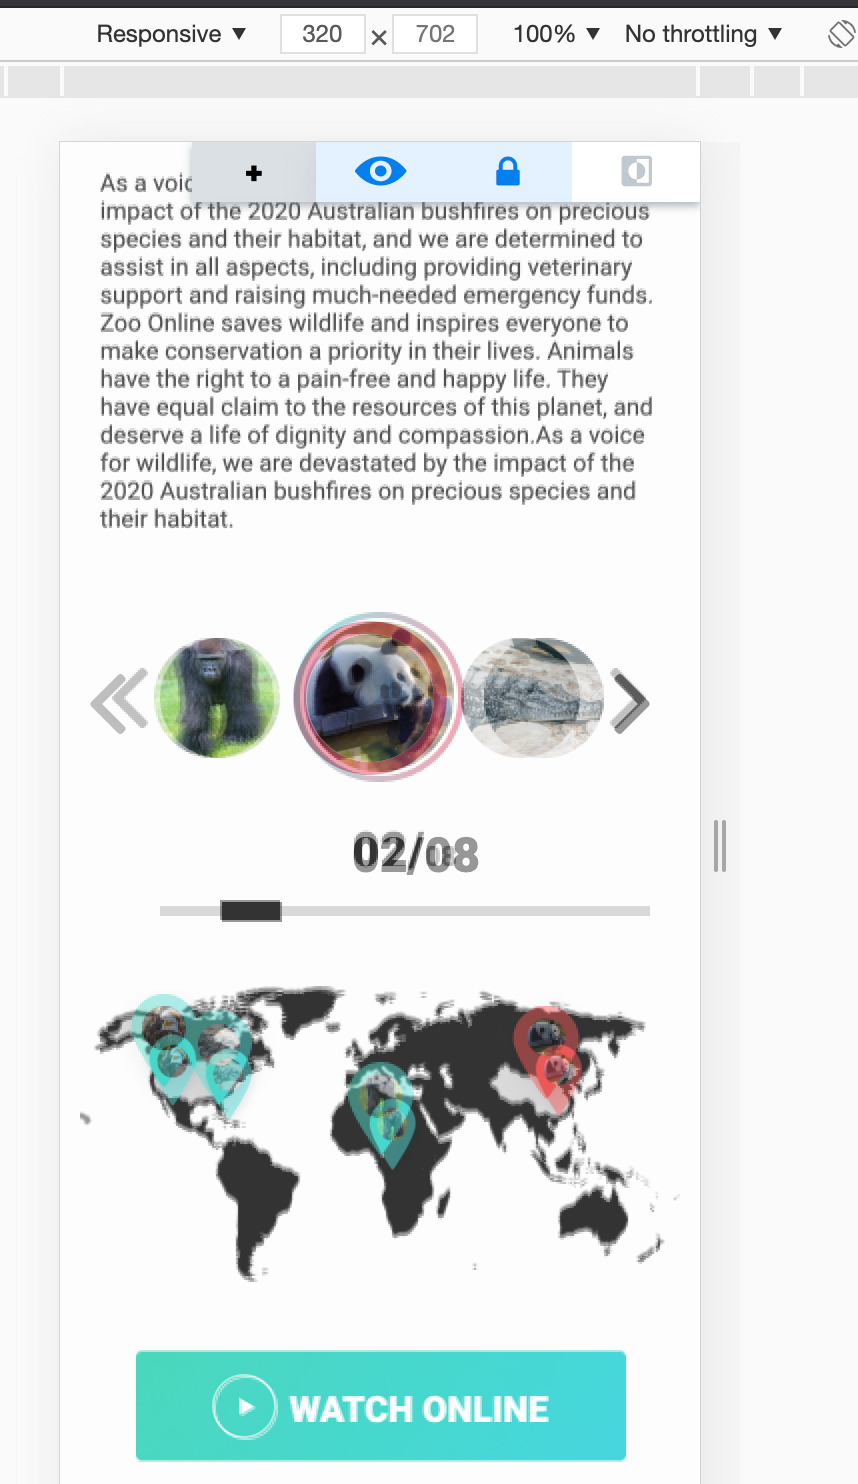 Responsive 320 × 702 100% No throttling
As a voic
impact of the 2020 Australian bushfires on precious
species and their habitat, and we are determined to
assist in all aspects, including providing veterinary
support and raising much-needed emergency funds.
Zoo Online saves wildlife and inspires everyone to
make conservation a priority in their lives. Animals
have the right to a pain-free and happy life. They
have equal claim to the resources of this planet, and
deserve a life of dignity and compassion.As a voice
for wildlife, we are devastated by the impact of the
2020 Australian bushfires on precious species and
their habitat.
02/08
WATCH ONLINE